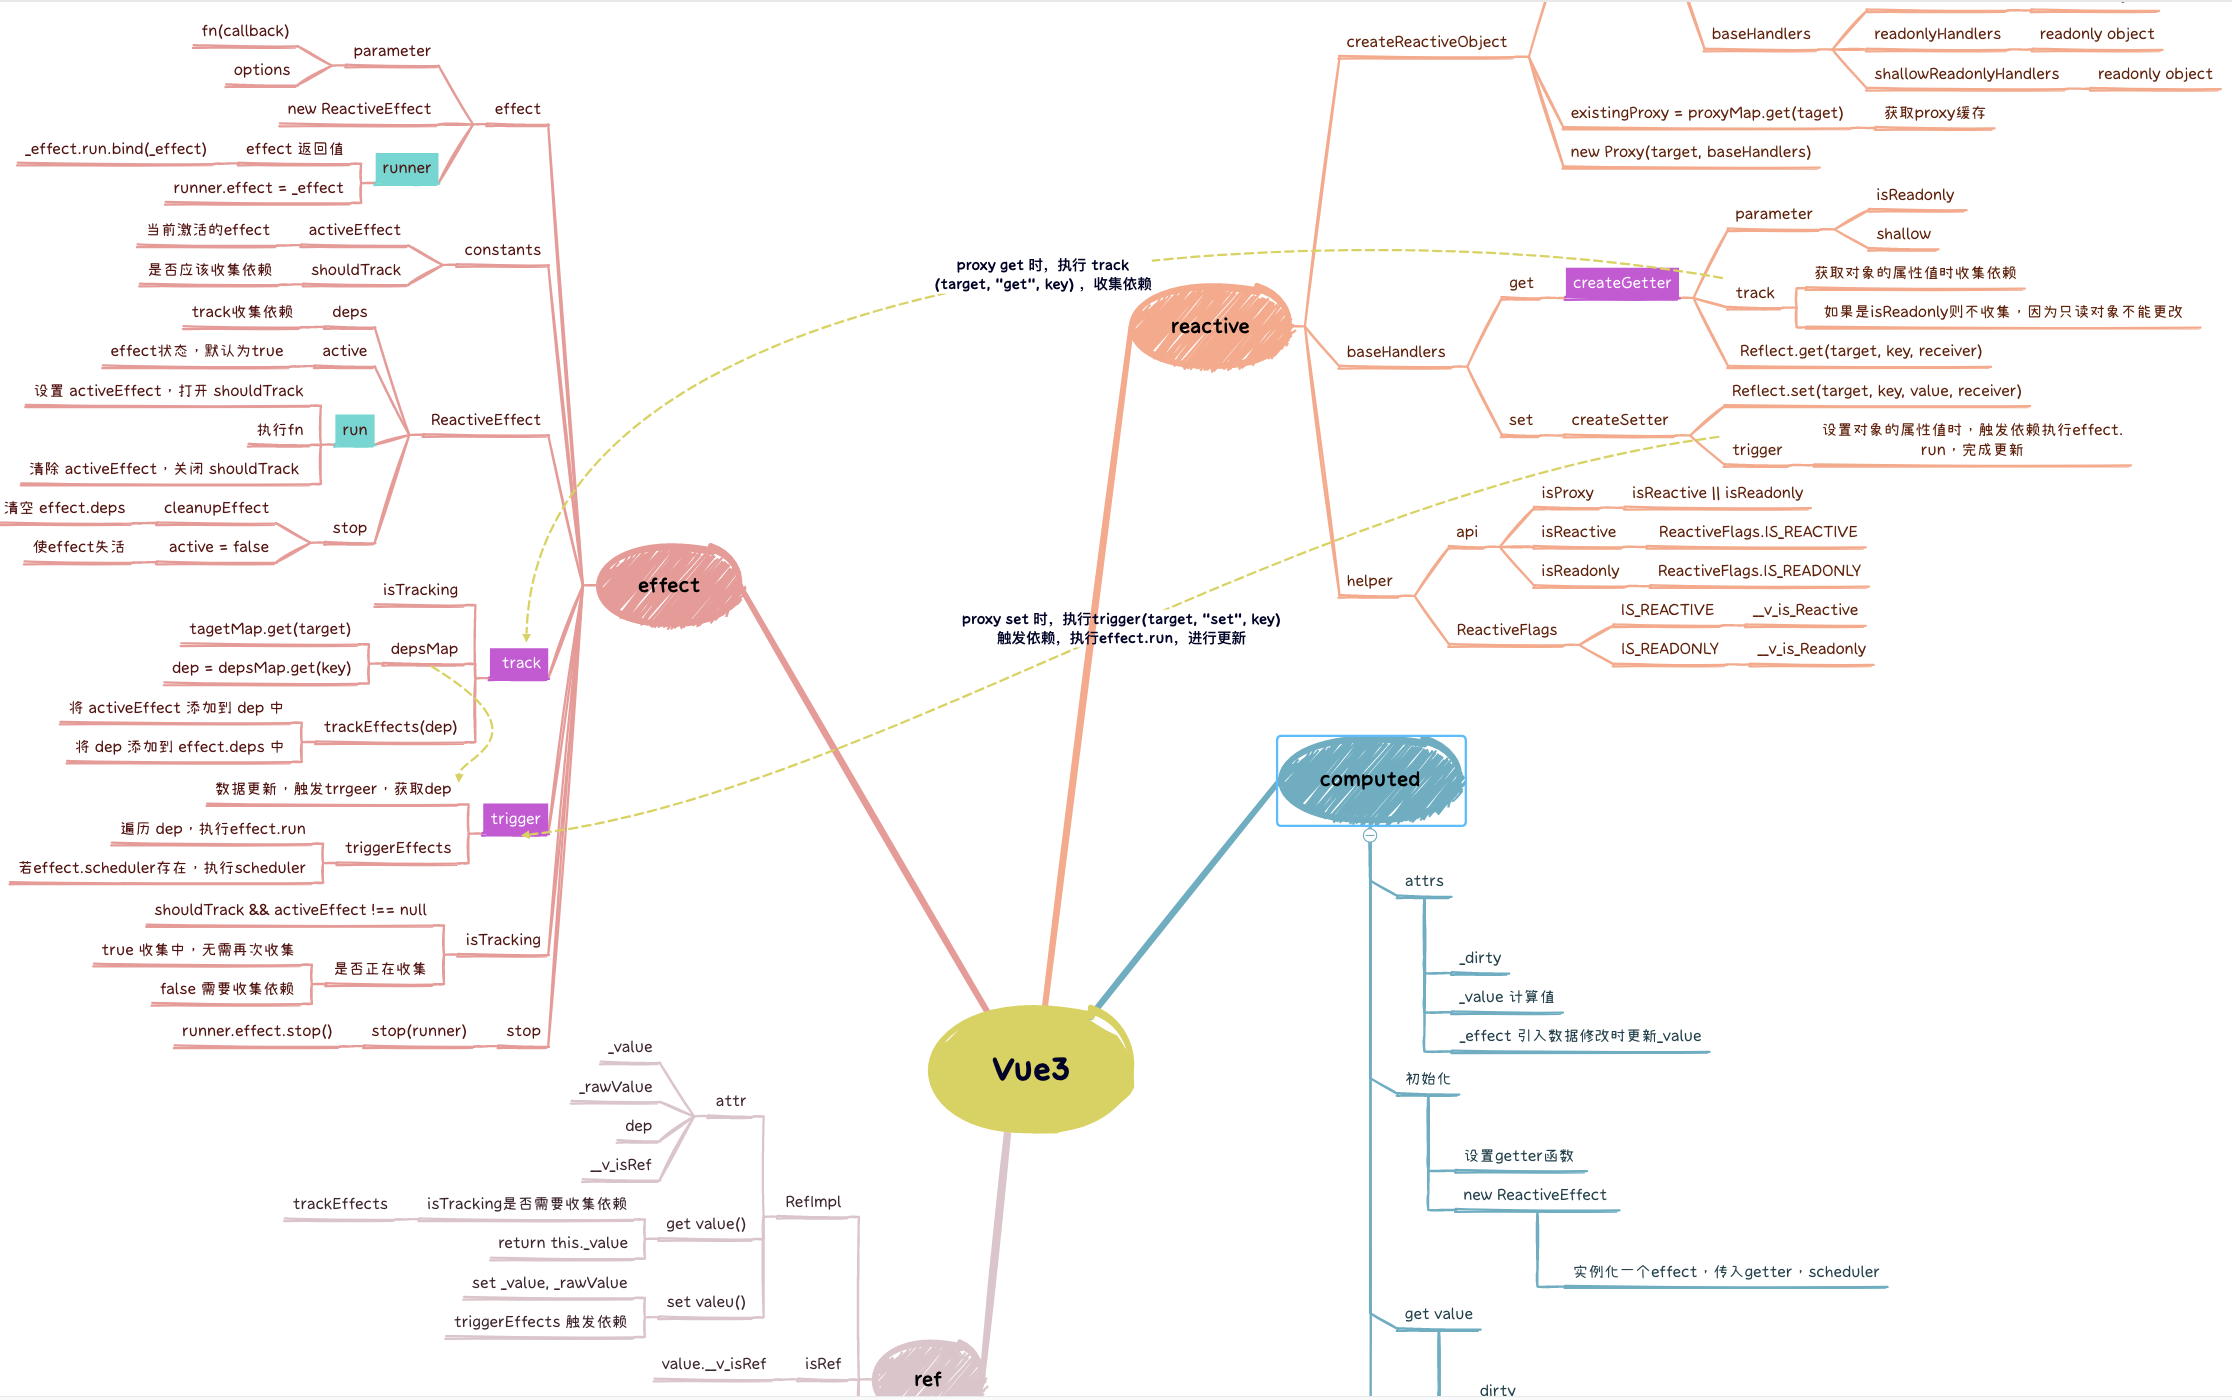 fn(callback)
options
parameter
new ReactiveEffect
effect
_effect.run.bind(_effect)
effect 返回值
runner.effect = _effect
runner
当前激活的effect
activeEffect
是否应该收集依赖
shouldTrack
constants
track收集依赖
deps
effect状态，默认为true
active
设置 activeEffect，打开 shouldTrack
执行fn
清除 activeEffect，关闭 shouldTrack
run
ReactiveEffect
清空 effect.deps
cleanupEffect
使effect失活
active = false
stop
effect
isTracking
tagetMap.get(target)
dep = depsMap.get(key)
depsMap
track
将 activeEffect 添加到 dep 中
将 dep 添加到 effect.deps 中
trackEffects(dep)
数据更新，触发trrgeer，获取dep
trigger
遍历 dep，执行effect.run
若effect.scheduler存在，执行scheduler
triggerEffects
shouldTrack && activeEffect !== null
true 收集中，无需再次收集
false 需要收集依赖
是否正在收集
isTracking
runner.effect.stop()
stop(runner)
stop
createReactiveObject
baseHandlers
readonlyHandlers
readonly object
shallowReadonlyHandlers
readonly object
existingProxy = proxyMap.get(taget)
获取proxy缓存
new Proxy(target, baseHandlers)
proxy get 时，执行 track
(target, "get", key) ，收集依赖
reactive
baseHandlers
get
createGetter
parameter
isReadonly
shallow
track
获取对象的属性值时收集依赖
如果是isReadonly则不收集，因为只读对象不能更改
Reflect.get(target, key, receiver)
set
createSetter
Reflect.set(target, key, value, receiver)
trigger
设置对象的属性值时，触发依赖执行effect.
run，完成更新
helper
api
isProxy
isReactive || isReadonly
isReactive
ReactiveFlags.IS_REACTIVE
isReadonly
ReactiveFlags.IS_READONLY
ReactiveFlags
IS_REACTIVE
__v_is_Reactive
IS_READONLY
__v_is_Readonly
proxy set 时，执行trigger(target, "set", key)
触发依赖，执行effect.run，进行更新
computed
attrs
_dirty
_value 计算值
_effect 引入数据修改时更新_value
初始化
设置getter函数
new ReactiveEffect
实例化一个effect，传入getter，scheduler
get value
dirty
Vue3
_value
_rawValue
dep
__v_isRef
attr
trackEffects
isTracking是否需要收集依赖
return this._value
get value()
RefImpl
set _value, _rawValue
triggerEffects 触发依赖
set valeu()
value.__v_isRef
isRef
ref